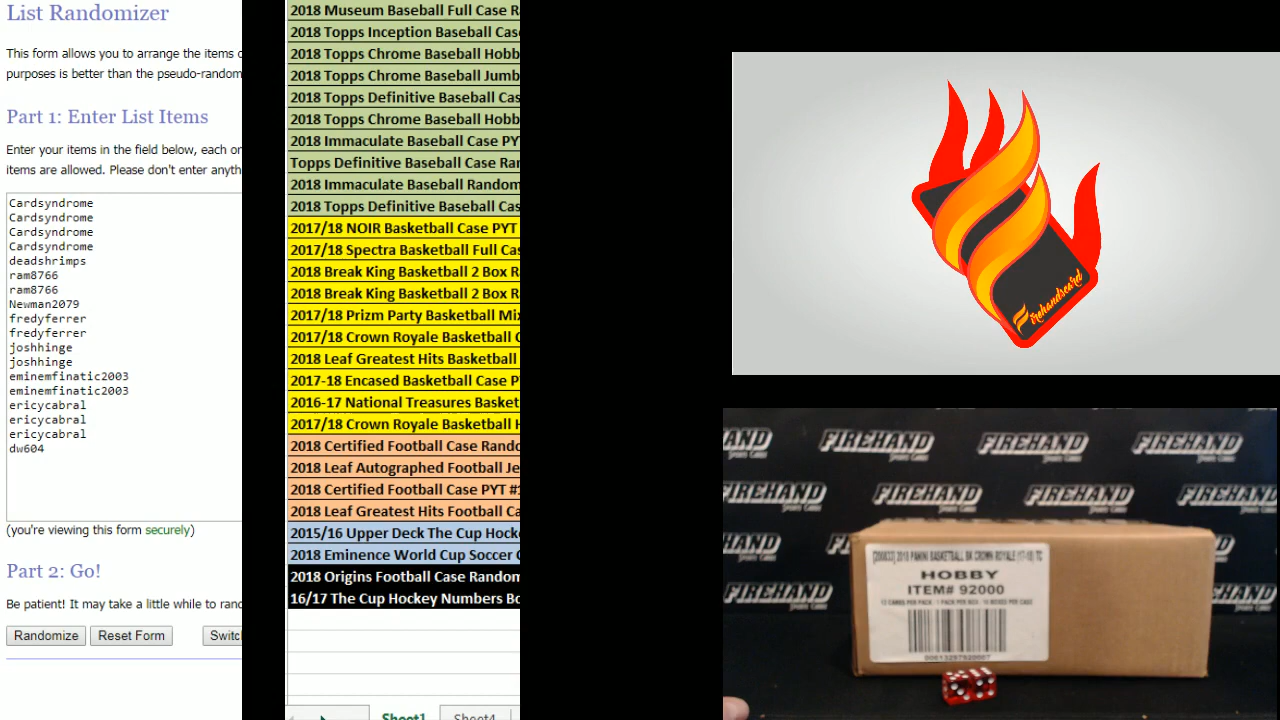 List Randomizer
This form allows you to arrange the items o
purposes is better than the pseudo-random
Part 1: Enter List Items
Enter your items in the field below, each on
items are allowed. Please don't enter anyth
Cardsyndrome
Cardsyndrome
Cardsyndrome
Cardsyndrome
deadshrimps
ram8766
ram8766
Newman2079
fredyferrer
fredyferrer
joshhinge
joshhinge
eminemfinatic2003
eminemfinatic2003
ericycabral
ericycabral
ericycabral
dw604
(you're viewing this form securely)
Part 2: Go!
Be patient! It may take a little while to rand
Randomize
Reset Form
Switc
2018 Museum Baseball Full Case R
2018 Topps Inception Baseball Cas
2018 Topps Chrome Baseball Hobb
2018 Topps Chrome Baseball Jumb
2018 Topps Definitive Baseball Cas
2018 Topps Chrome Baseball Hobb
2018 Immaculate Baseball Case PY
Topps Definitive Baseball Case Ran
2018 Immaculate Baseball Random
2018 Topps Definitive Baseball Cas
2017/18 NOIR Basketball Case PYT
2017/18 Spectra Basketball Full Cas
2018 Break King Basketball 2 Box R
2018 Break King Basketball 2 Box R
2017/18 Prizm Party Basketball Mix
2017/18 Crown Royale Basketball C
2018 Leaf Greatest Hits Basketball
2017-18 Encased Basketball Case P
2016-17 National Treasures Basket
2017/18 Crown Royale Basketball H
2018 Certified Football Case Rando
2018 Leaf Autographed Football Je
2018 Certified Football Case PYT #1
2018 Leaf Greatest Hits Football Ca
2015/16 Upper Deck The Cup Hock
2018 Eminence World Cup Soccer C
2018 Origins Football Case Random
16/17 The Cup Hockey Numbers Bo
Sheet1
Sheet4
Firehandscard
FIREHAND
HOBBY
ITEM# 92000